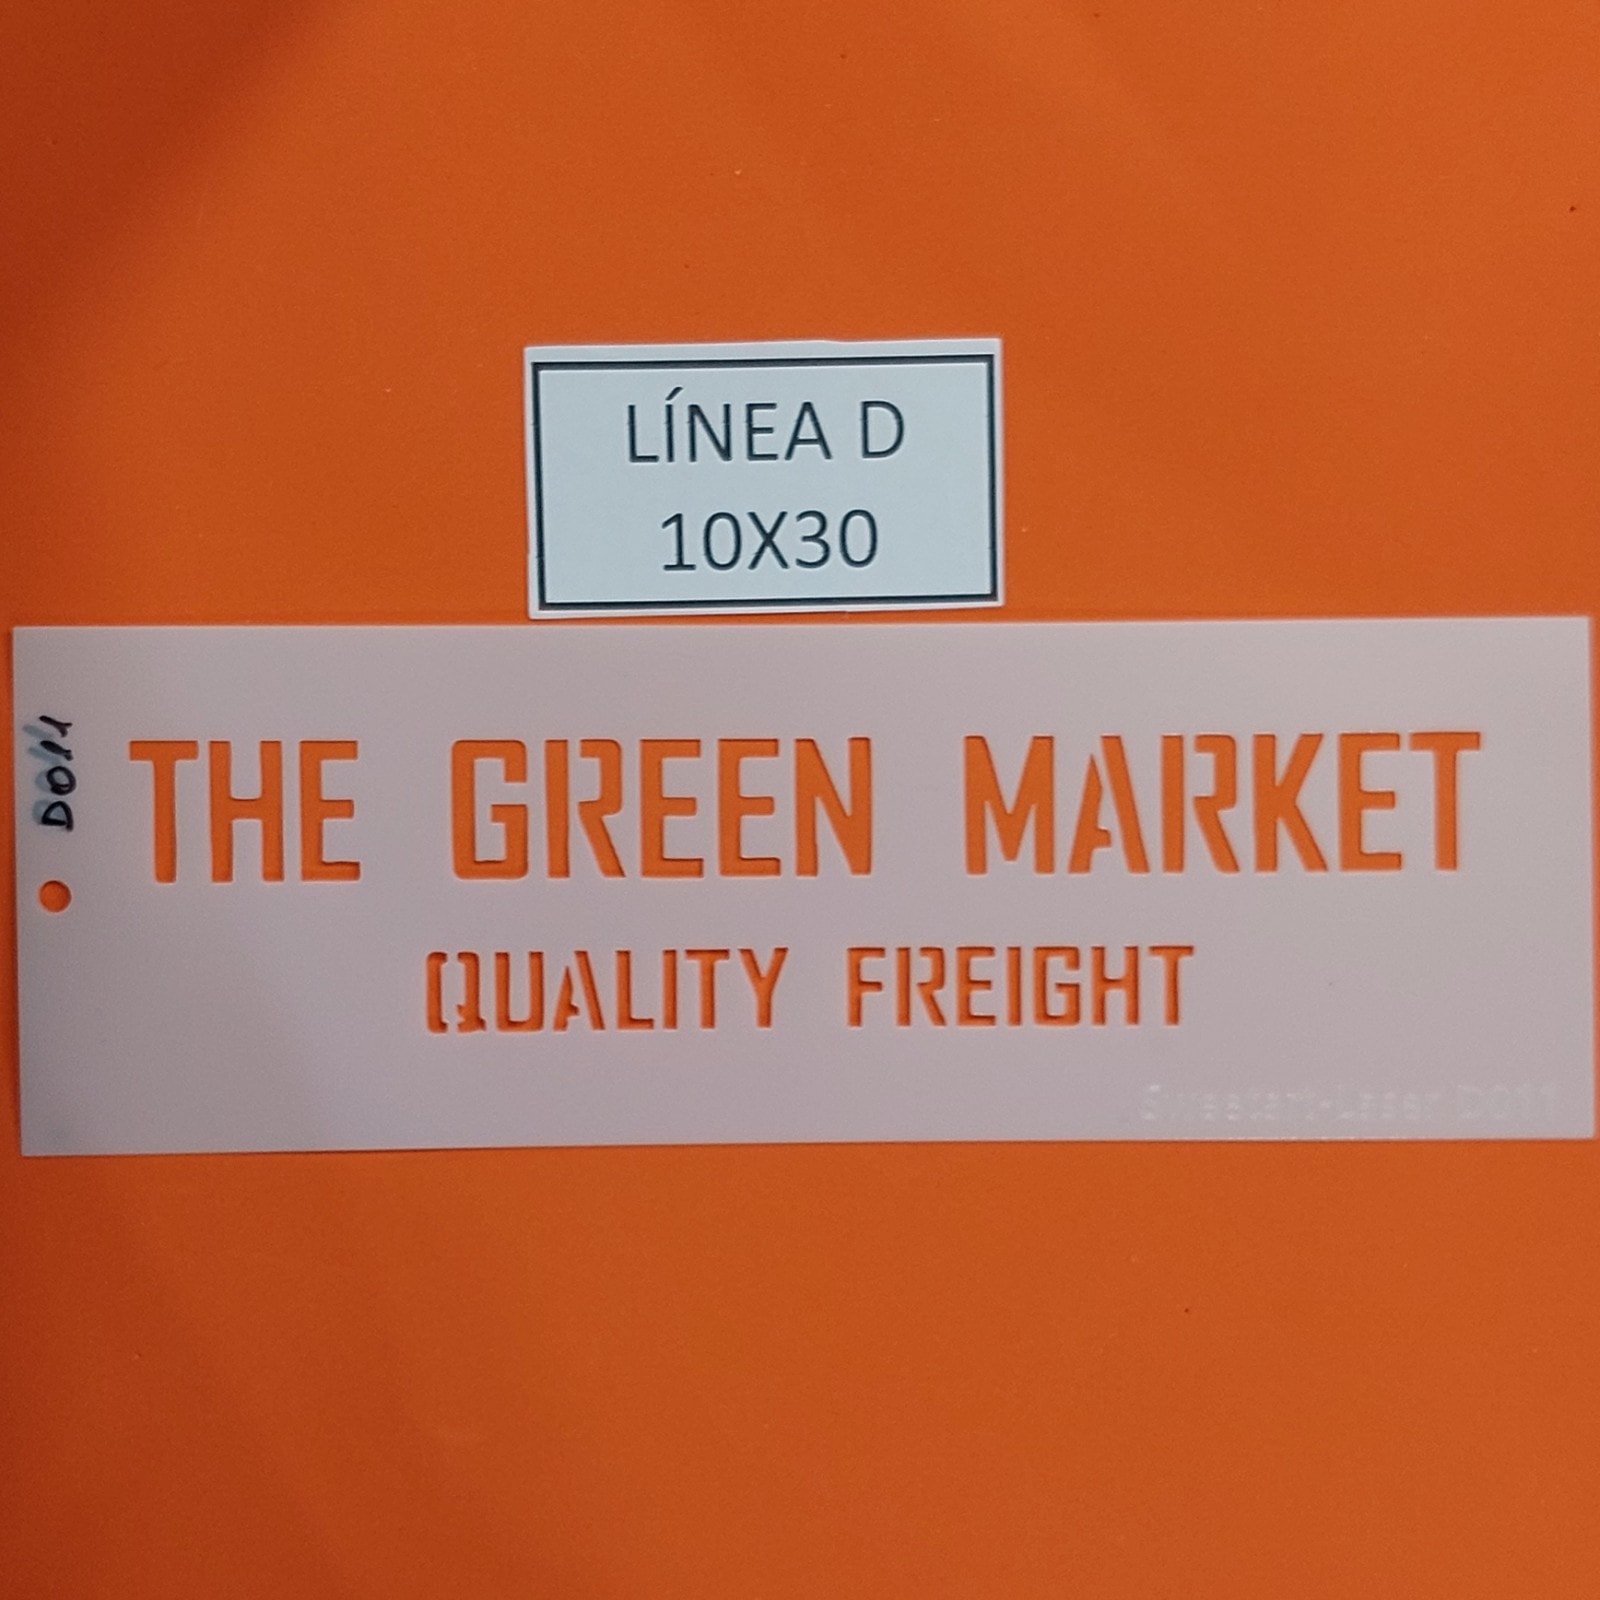 LÍNEA D
10X30
D011
THE GREEN MARKET
QUALITY FREIGHT